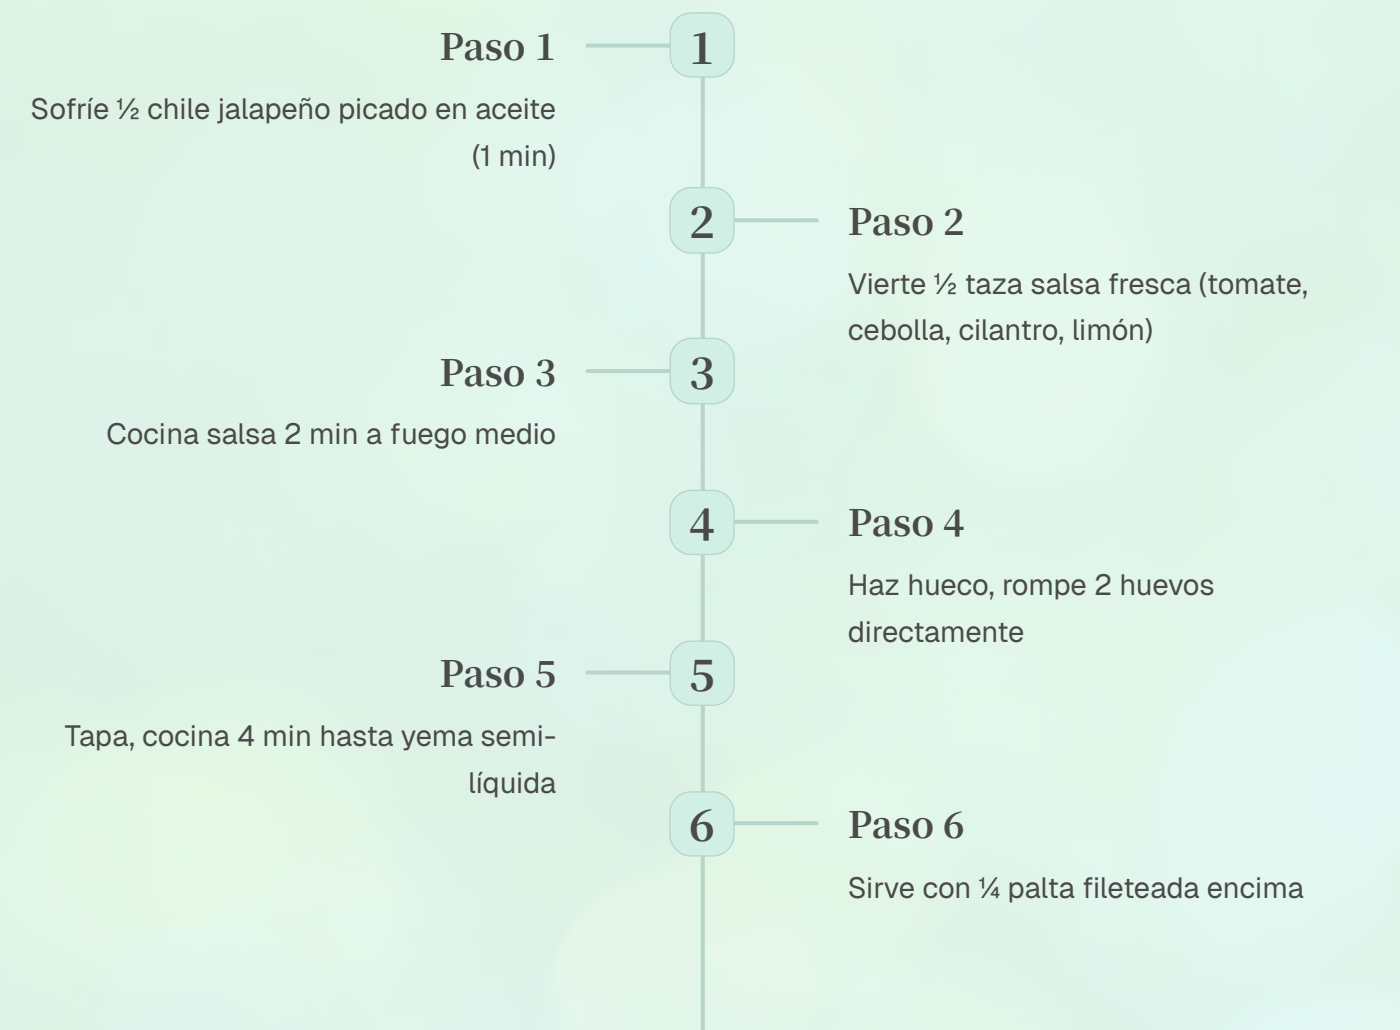 Paso 1
1
Sofríe ½ chile jalapeño picado en aceite
(1 min)
2
Paso 2
Vierte ½ taza salsa fresca (tomate,
cebolla, cilantro, limón)
Paso 3
3
Cocina salsa 2 min a fuego medio
4
Paso 4
Haz hueco, rompe 2 huevos
directamente
Paso 5
5
Tapa, cocina 4 min hasta yema semi-
líquida
6
Paso 6
Sirve con ¼ palta fileteada encima